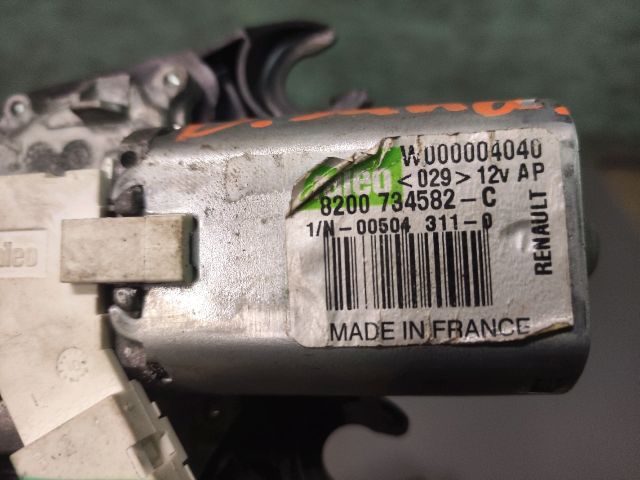 W000004040
valeo <029> 12v AP
8200 734582-C
1/N-00504 311-0
RENAULT
MADE IN FRANCE